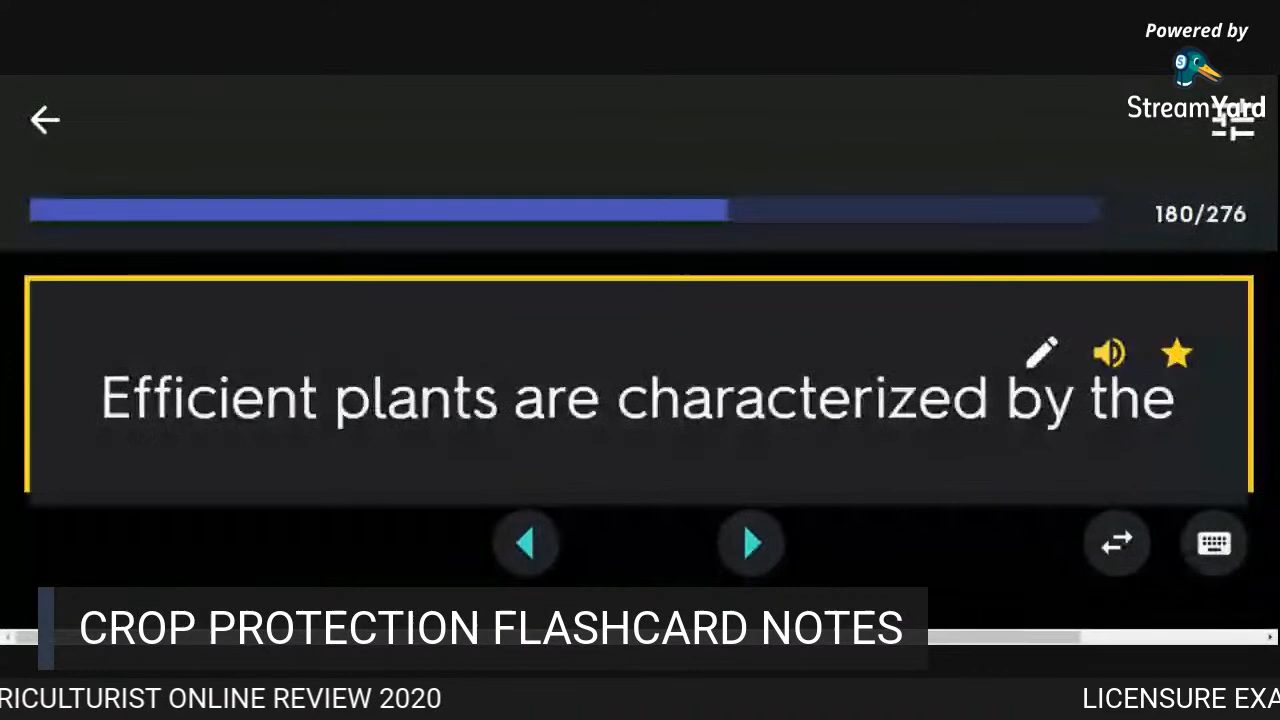 Powered by
StreamYard
180/276
Efficient plants are characterized by the
CROP PROTECTION FLASHCARD NOTES
RICULTURIST ONLINE REVIEW 2020
LICENSURE EXA